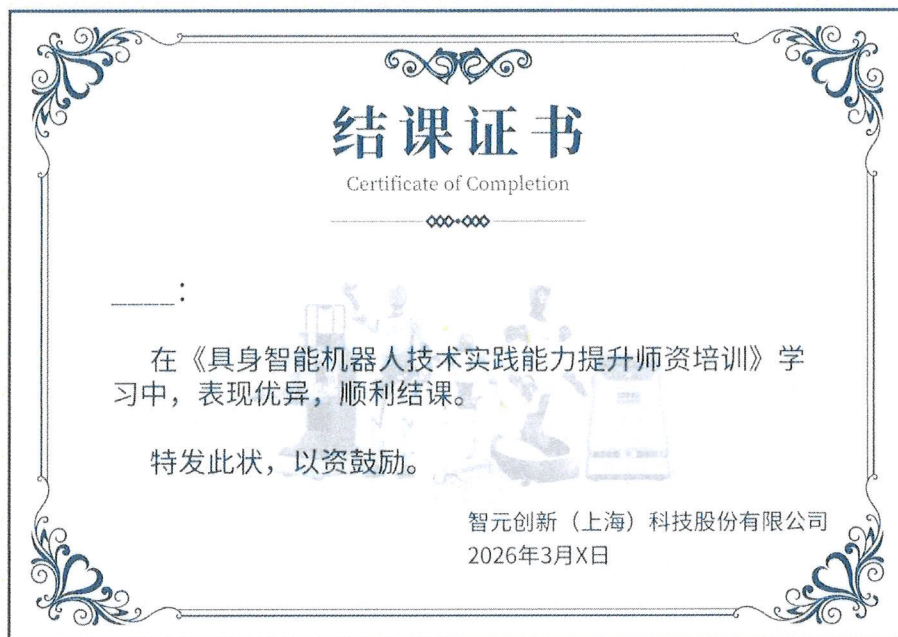 结课证书
Certificate of Completion
____：
在《具身智能机器人技术实践能力提升师资培训》学
习中，表现优异，顺利结课。
特发此状，以资鼓励。
智元创新（上海）科技股份有限公司
2026年3月X日